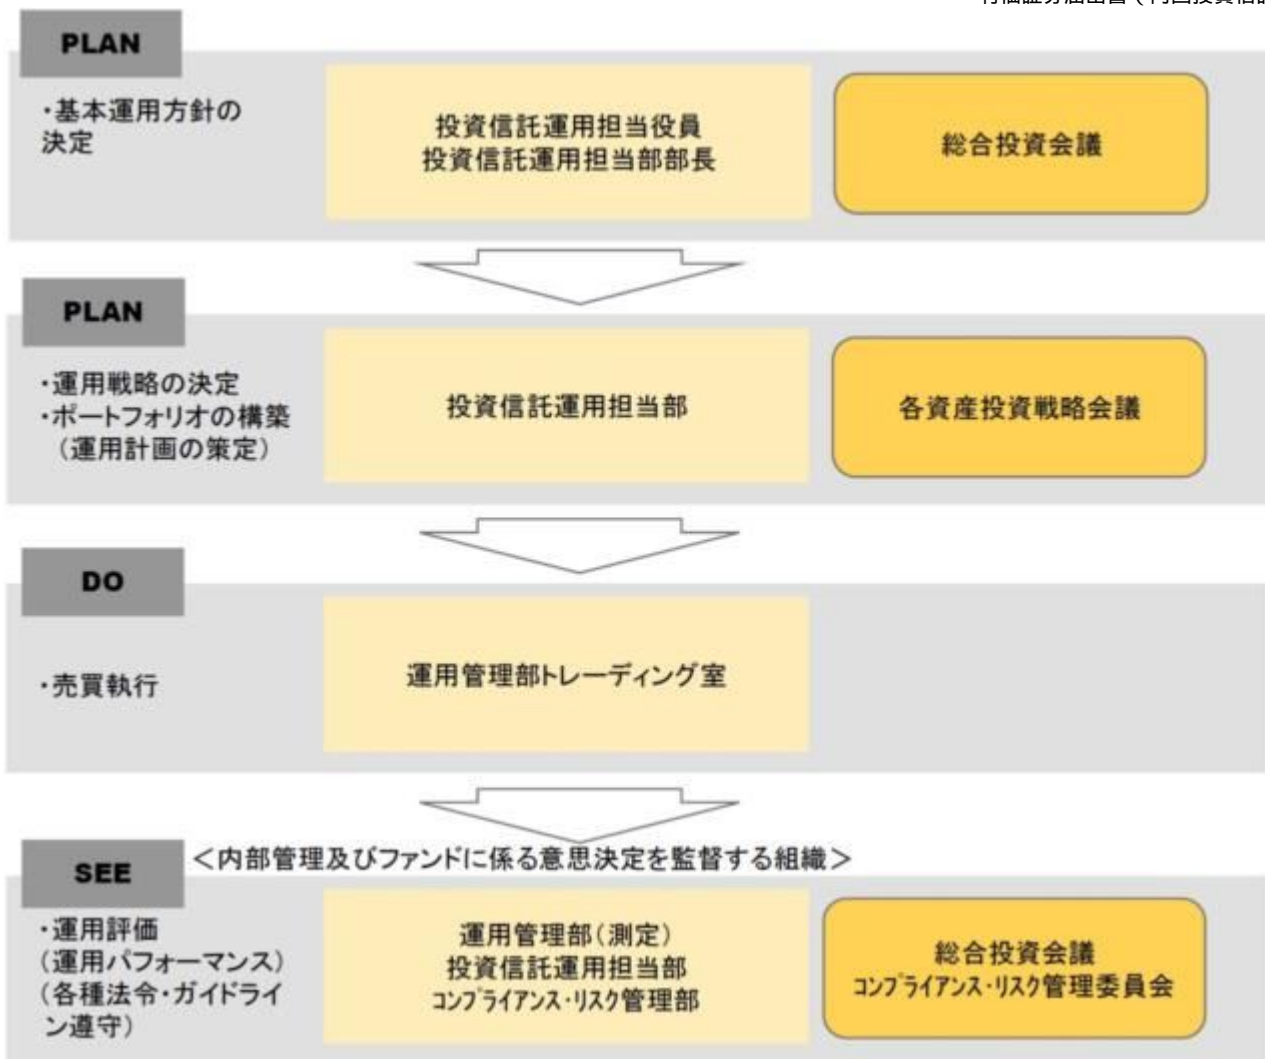 PLAN
・基本運用方針の
決定
投資信託運用担当役員
投資信託運用担当部部長
総合投資会議
PLAN
・運用戦略の決定
・ポートフォリオの構築
（運用計画の策定）
投資信託運用担当部
各資産投資戦略会議
DO
・売買執行
運用管理部トレーディング室
SEE
＜内部管理及びファンドに係る意思決定を監督する組織＞
・運用評価
（運用パフォーマンス）
（各種法令・ガイドライ
ン遵守）
運用管理部（測定）
投資信託運用担当部
ｺﾝﾌﾟﾗｲｱﾝｽ・ﾘｽｸ管理部
総合投資会議
ｺﾝﾌﾟﾗｲｱﾝｽ・ﾘｽｸ管理委員会